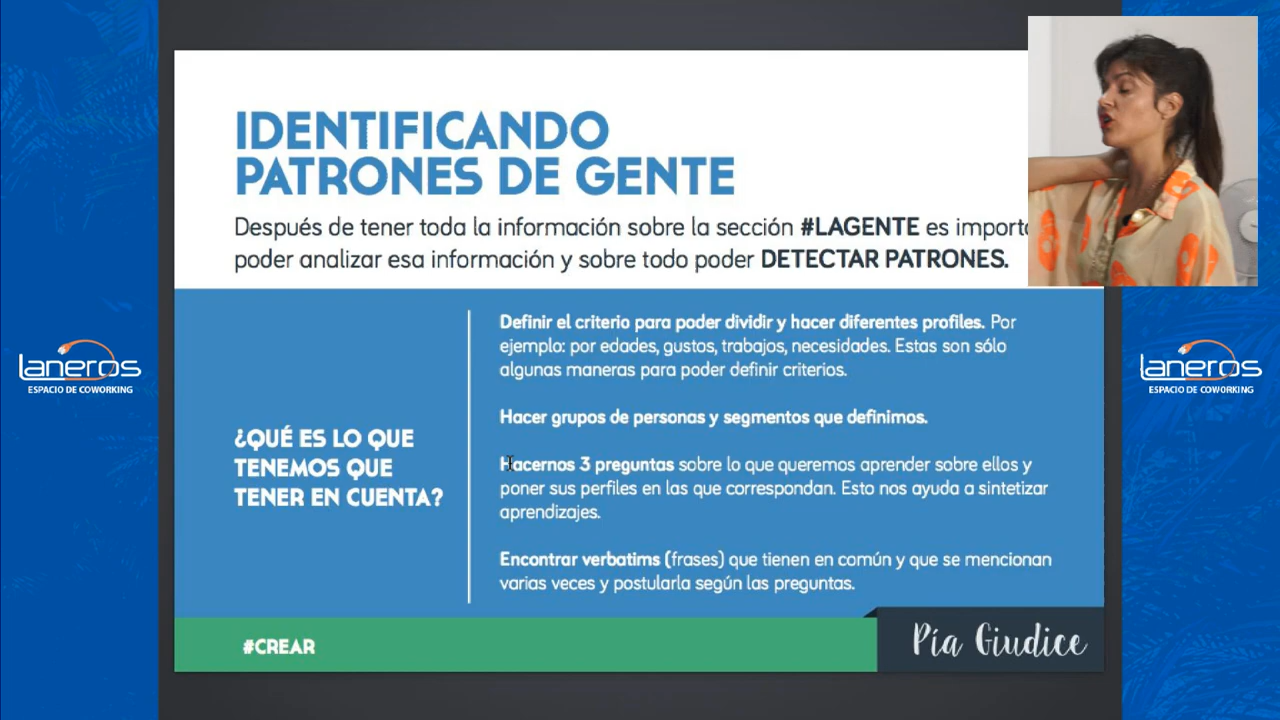 IDENTIFICANDO
PATRONES DE GENTE
Después de tener toda la información sobre la sección #LAGENTE es
poder analizar esa información y sobre todo poder DETECTAR PATRONES.
¿QUÉ ES LO QUE
TENEMOS QUE
TENER EN CUENTA?
Definir el criterio para poder dividir y hacer diferentes profiles. Por
ejemplo: por edades, gustos, trabajos, necesidades. Estas son sólo
algunas maneras para poder definir criterios.
Hacer grupos de personas y segmentos que definimos.
Hacernos 3 preguntas sobre lo que queremos aprender sobre ellos y
poner sus perfiles en las que correspondan. Esto nos ayuda a sintetizar
aprendizajes.
Encontrar verbatims (frases) que tienen en común y que se mencionan
varias veces y postularla según las preguntas.
#CREAR
Pía Giudice
laneros
ESPACIO DE COWORKING
laneros
ESPACIO DE COWORKING